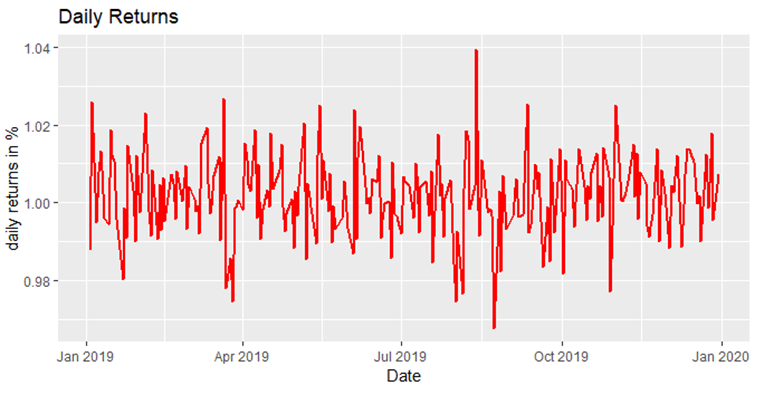 Daily Returns
1.04
1.02
1.00
0.98
daily returns in %
Jan 2019
Apr 2019
Jul 2019
Oct 2019
Jan 2020
Date